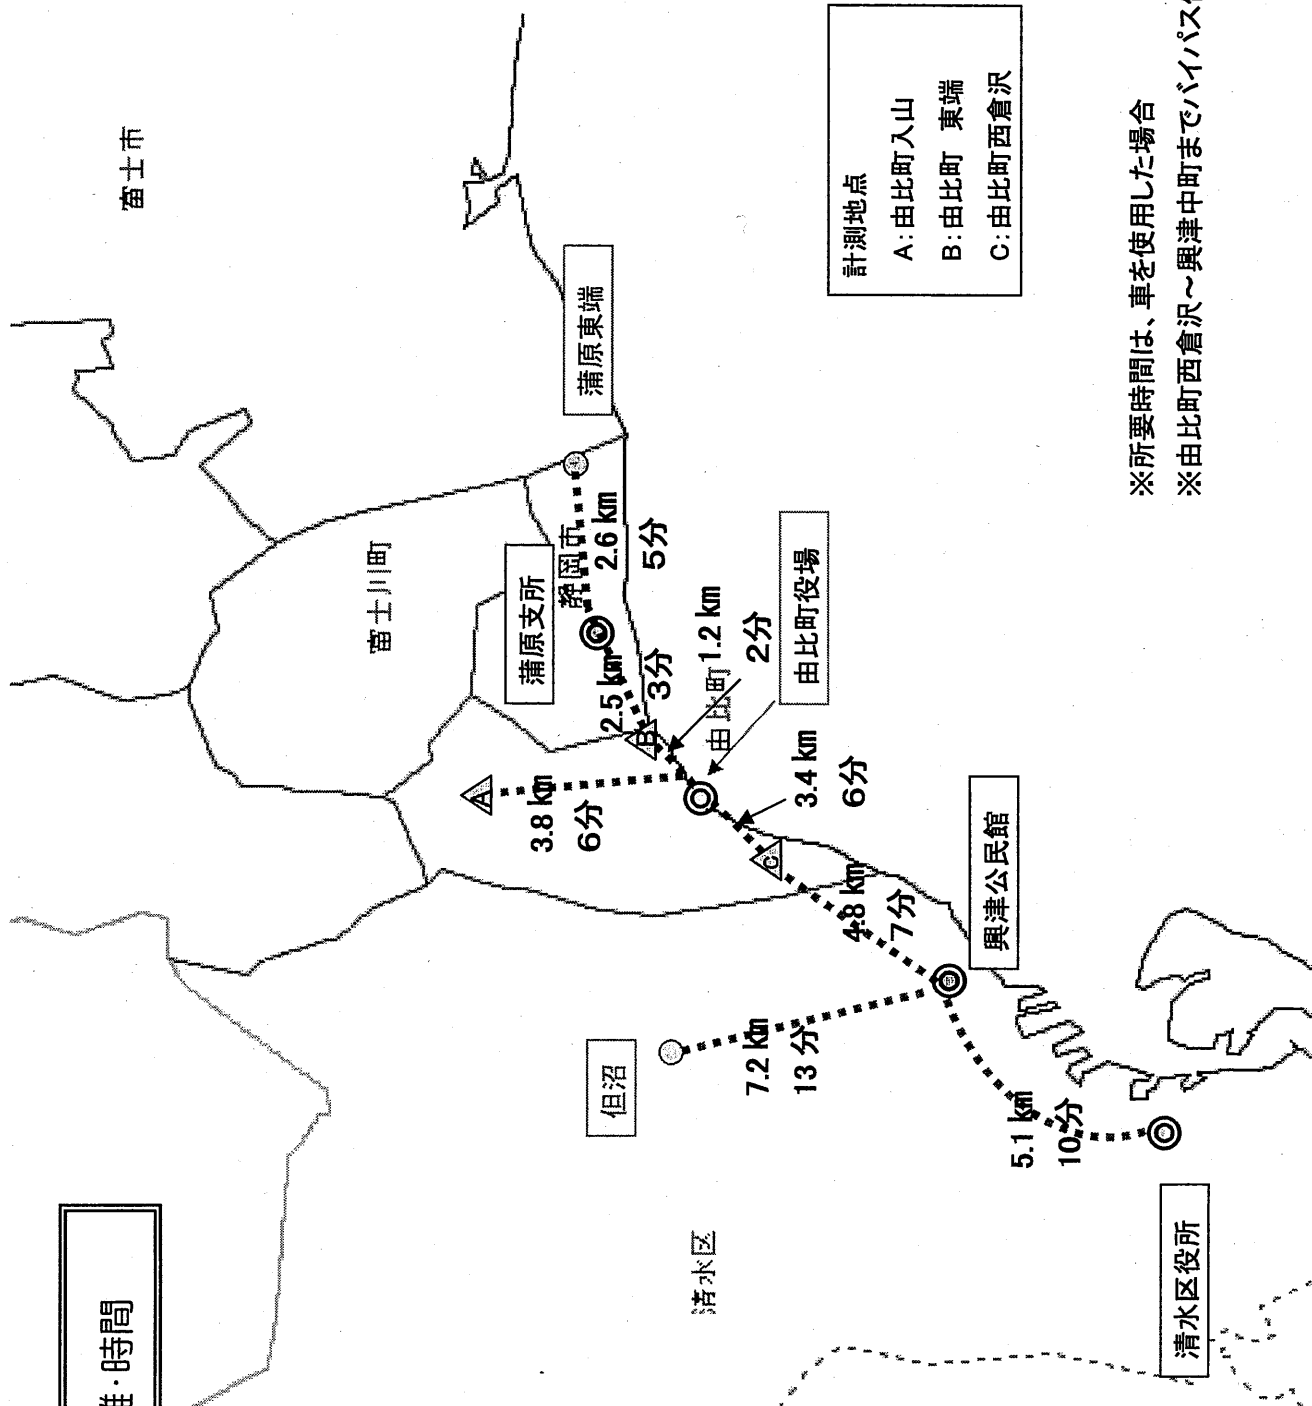 ・時間
富士市
富士川町
蒲原東端
静岡市
2.6 km
5分
蒲原支所
2.5 km
3分
1.2 km
2分
由比町
由比町役場
A
B
C
3.8 km
6分
3.4 km
6分
4.8 km
7分
興津公民館
但沼
7.2 km
13 分
5.1 km
10分
清水区
清水区役所
計測地点
A:由比町入山
B:由比町 東端
C:由比町西倉沢
※所要時間は、車を使用した場合
※由比町西倉沢～興津中町までバイパス